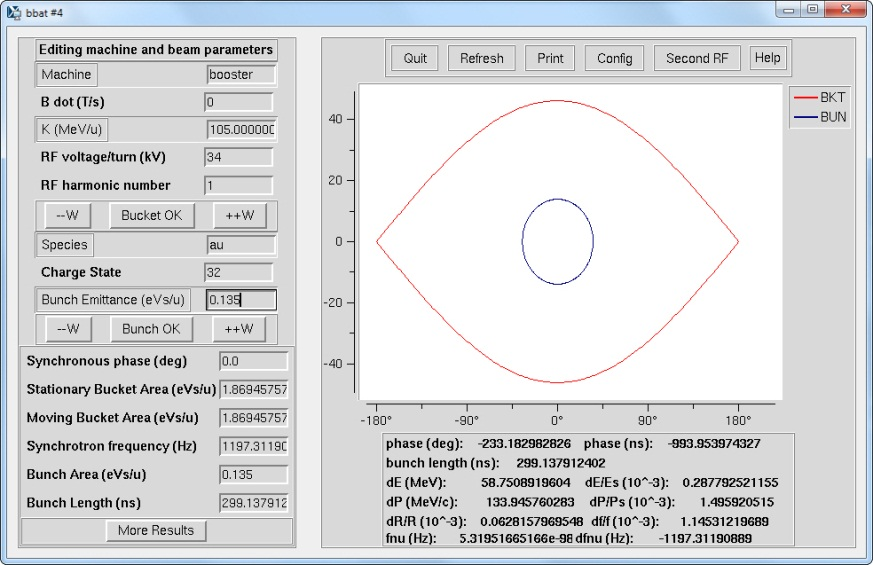 bbat #4
Editing machine and beam parameters
Machine booster
B dot (T/s) 0
K (MeV/u) 105.000000
RF voltage/turn (kV) 34
RF harmonic number 1
--W Bucket OK ++W
Species au
Charge State 32
Bunch Emittance (eVs/u) 0.135
--W Bunch OK ++W
Synchronous phase (deg) 0.0
Stationary Bucket Area (eVs/u) 1.86945757
Moving Bucket Area (eVs/u) 1.86945757
Synchrotron frequency (Hz) 1197.3119
Bunch Area (eVs/u) 0.135
Bunch Length (ns) 299.137912
More Results
Quit Refresh Print Config Second RF Help
BKT
BUN
40
20
0
-20
-40
-180° -90° 0° 90° 180°
phase (deg): -233.182982826 phase (ns): -993.953974327
bunch length (ns): 299.137912402
dE (MeV): 58.7508919604 dE/Es (10^-3): 0.287792521155
dP (MeV/c): 133.945760283 dP/Ps (10^-3): 1.495920515
dR/R (10^-3): 0.0628157969548 df/f (10^-3): 1.14531219689
fnu (Hz): 5.31951665166e-98 dfnu (Hz): -1197.31190889